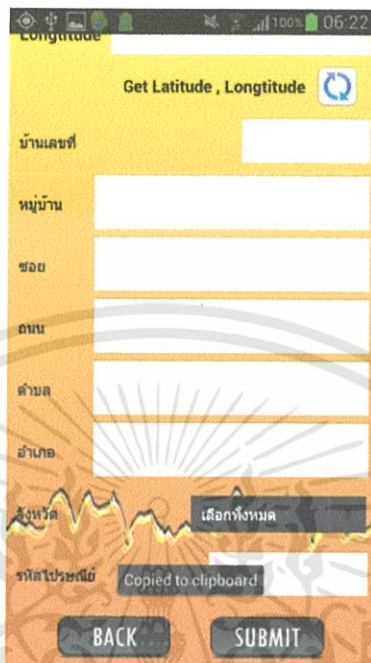 100% 06:22
Longtitude
Get Latitude , Longtitude
บ้านเลขที่
หมู่บ้าน
ซอย
ถนน
ตำบล
อำเภอ
จังหวัด เลือกทั้งหมด
รหัสไปรษณีย์ Copied to clipboard
BACK SUBMIT